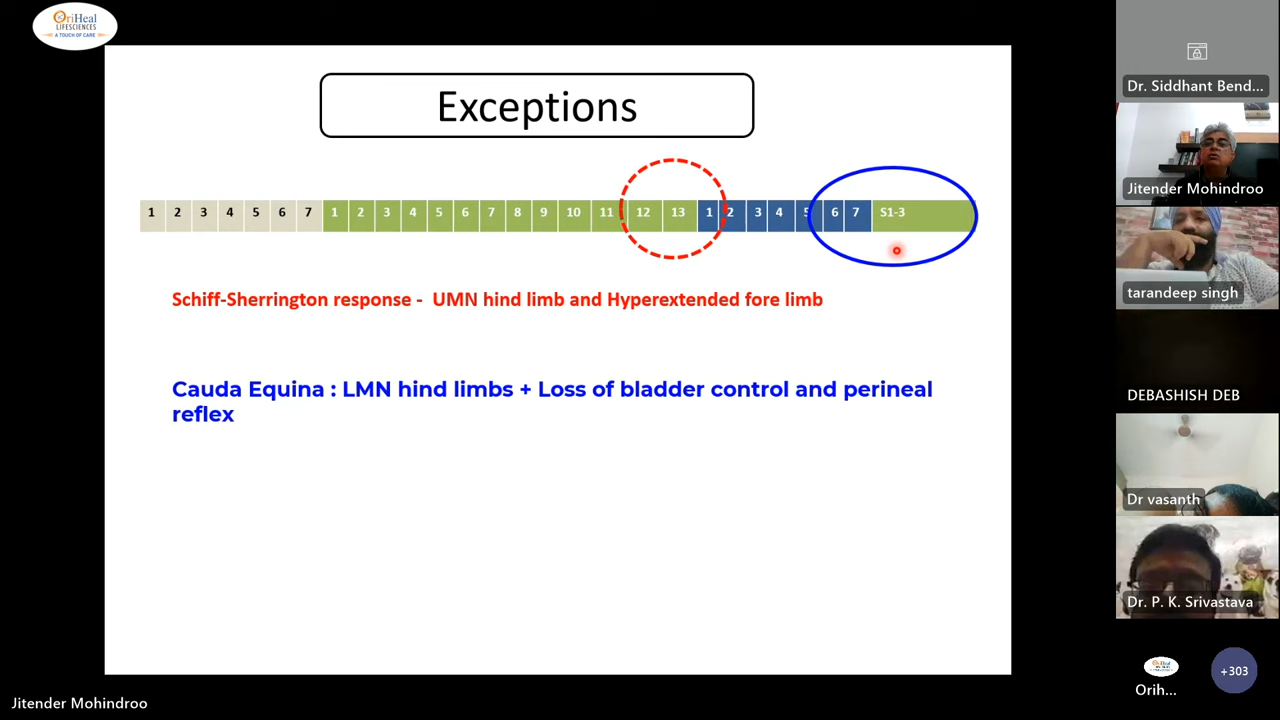 OriHeal
LIFESCIENCES
A TOUCH OF CARE
Exceptions
1 2 3 4 5 6 7 1 2 3 4 5 6 7 8 9 10 11 12 13 1 2 3 4 5 6 7 S1-3
Schiff-Sherrington response - UMN hind limb and Hyperextended fore limb
Cauda Equina : LMN hind limbs + Loss of bladder control and perineal
reflex
Dr. Siddhant Bend...
Jitender Mohindroo
tarandeep singh
DEBASHISH DEB
Dr vasanth
Dr. P. K. Srivastava
+303
Orih...
Jitender Mohindroo